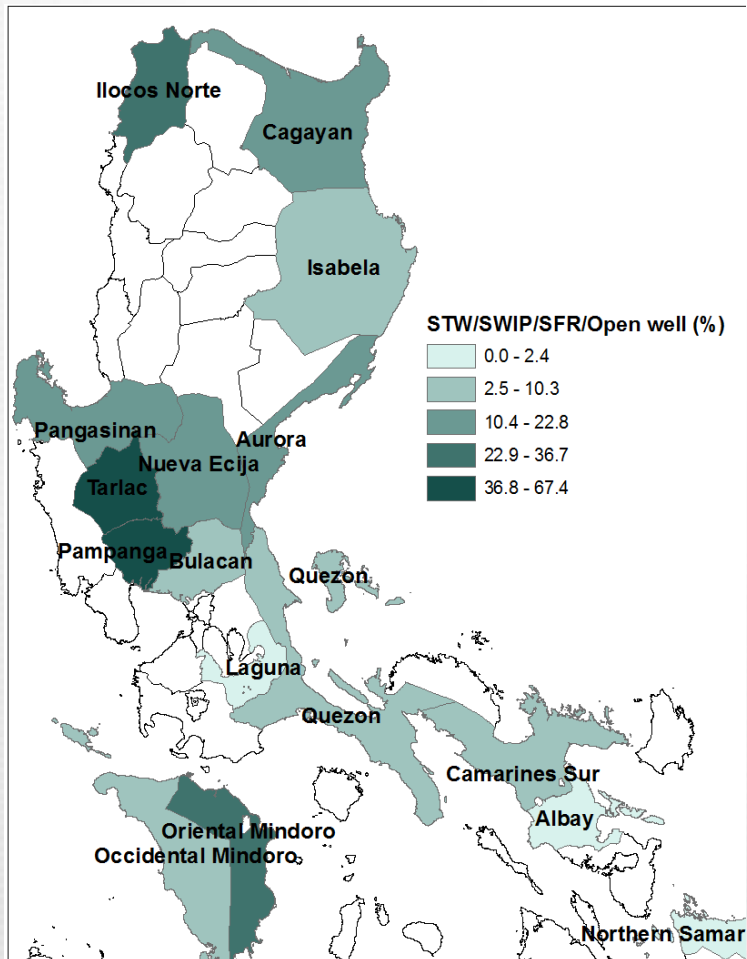 Ilocos Norte
Cagayan
Isabela
STW/SWIP/SFR/Open well (%)
0.0 - 2.4
2.5 - 10.3
10.4 - 22.8
22.9 - 36.7
36.8 - 67.4
Pangasinan
Aurora
Nueva Ecija
Tarlac
Pampanga
Bulacan
Quezon
Laguna
Quezon
Camarines Sur
Albay
Oriental Mindoro
Occidental Mindoro
Northern Samar